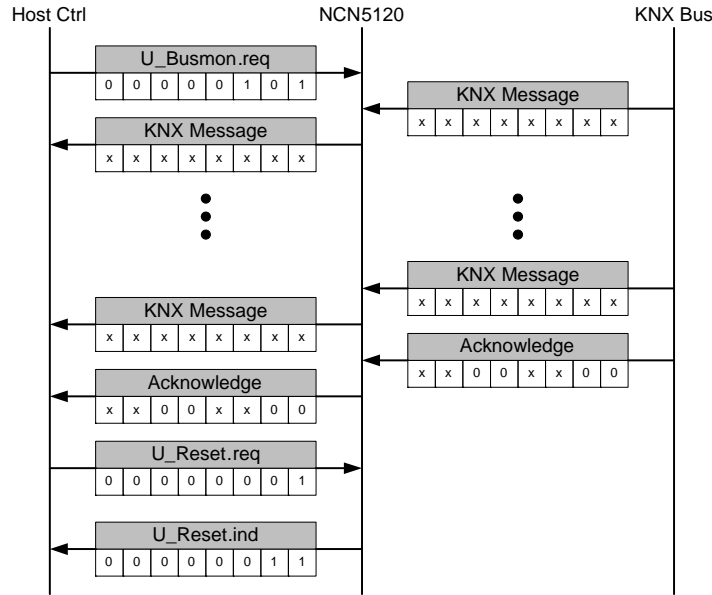 Host Ctrl NCN5120 KNX Bus
U_Busmon.req
0 0 0 0 0 1 0 1
KNX Message
x x x x x x x x
KNX Message
x x x x x x x x
KNX Message
x x x x x x x x
KNX Message
x x x x x x x x
Acknowledge
x x 0 0 x x 0 0
Acknowledge
x x 0 0 x x 0 0
U_Reset.req
0 0 0 0 0 0 0 1
U_Reset.ind
0 0 0 0 0 0 1 1